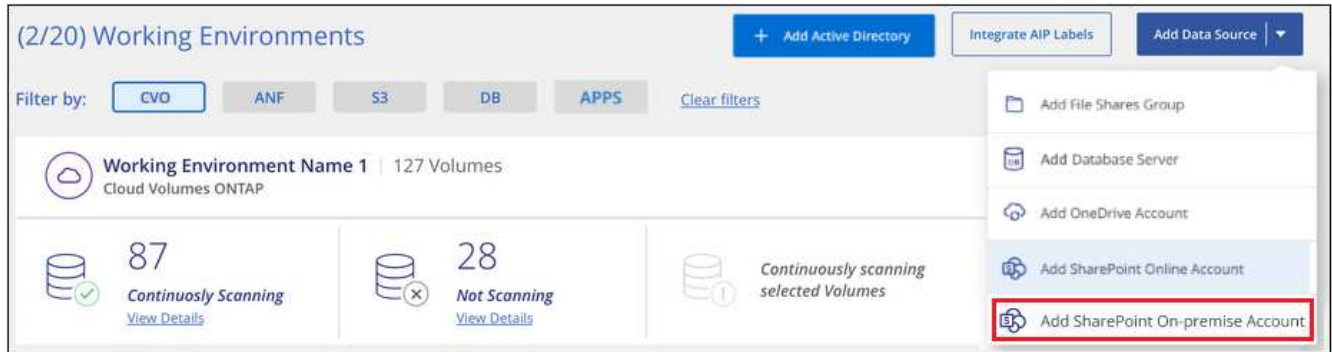 (2/20) Working Environments
+ Add Active Directory
Integrate AIP Labels
Add Data Source
Filter by:
CVO
ANF
S3
DB
APPS
Clear filters
Working Environment Name 1 | 127 Volumes
Cloud Volumes ONTAP
87
Continuosly Scanning
View Details
28
Not Scanning
View Details
Continuously scanning
selected Volumes
Add File Shares Group
DB
Add Database Server
Add OneDrive Account
S
Add SharePoint Online Account
S
Add SharePoint On-premise Account